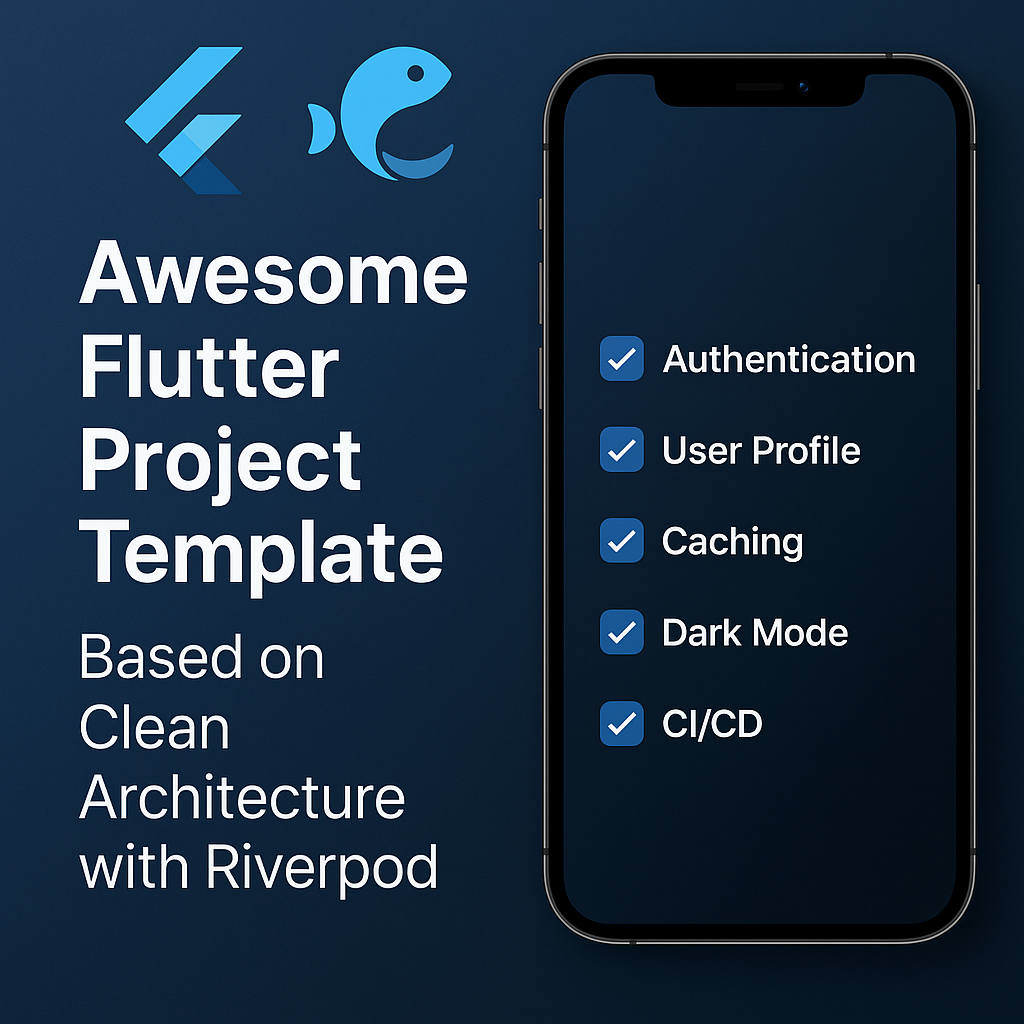 Awesome
Flutter
Project
Template
Based on
Clean
Architecture
with Riverpod
Authentication
User Profile
Caching
Dark Mode
CI/CD